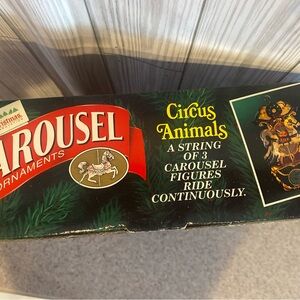 AROUSEL
ORNAMENTS
Circus
Animals
A STRING
OF 3
CAROUSEL
FIGURES
RIDE
CONTINUOUSLY.